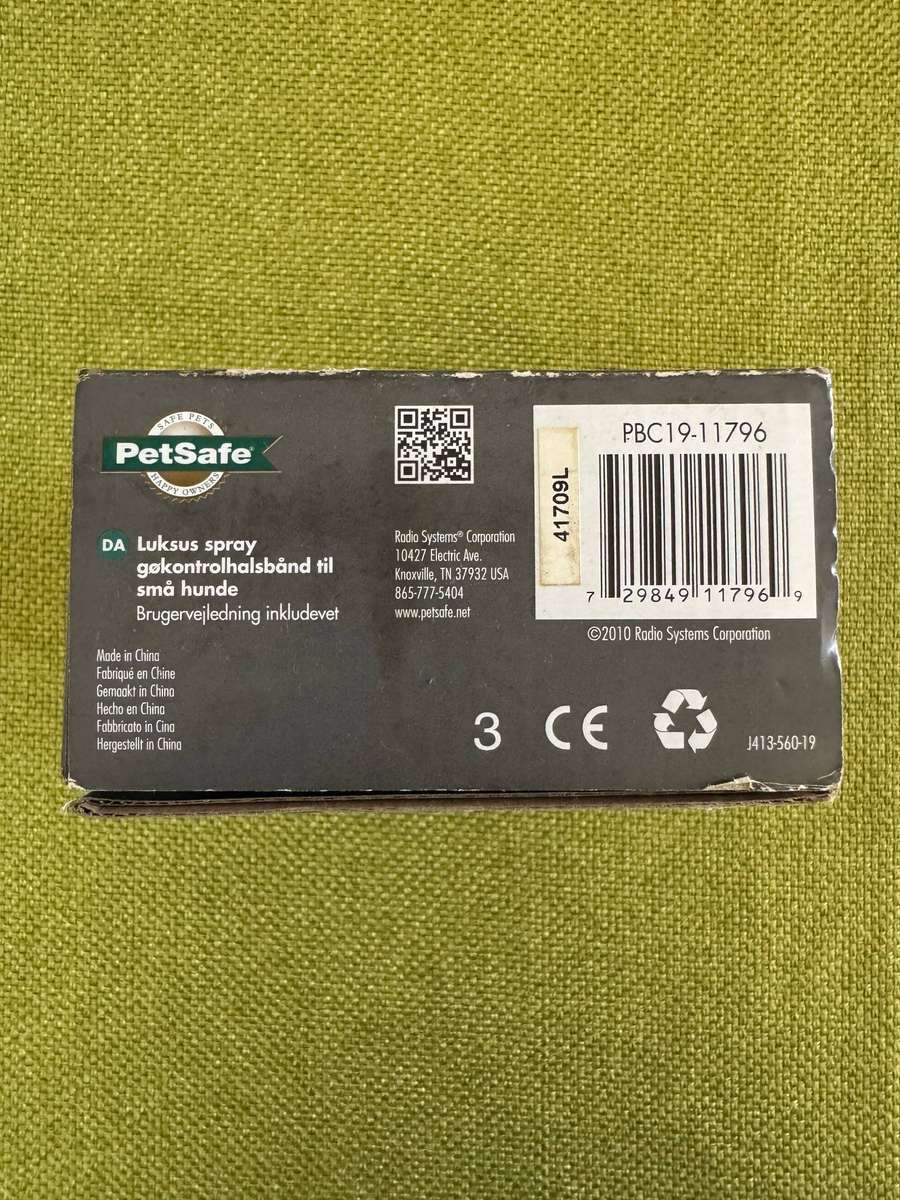 SAFE PETS
PetSafe®
HAPPY OWNERS
DA Luksus spray
gøkontrolhalsbånd til
små hunde
Brugervejledning inkludevet
Made in China
Fabriqué en Chine
Gemaakt in China
Hecho en China
Fabbricato in Cina
Hergestellt in China
Radio Systems® Corporation
10427 Electric Ave.
Knoxville, TN 37932 USA
865-777-5404
www.petsafe.net
41709L
PBC19-11796
7 29849 11796 9
©2010 Radio Systems Corporation
3 CE
J413-560-19